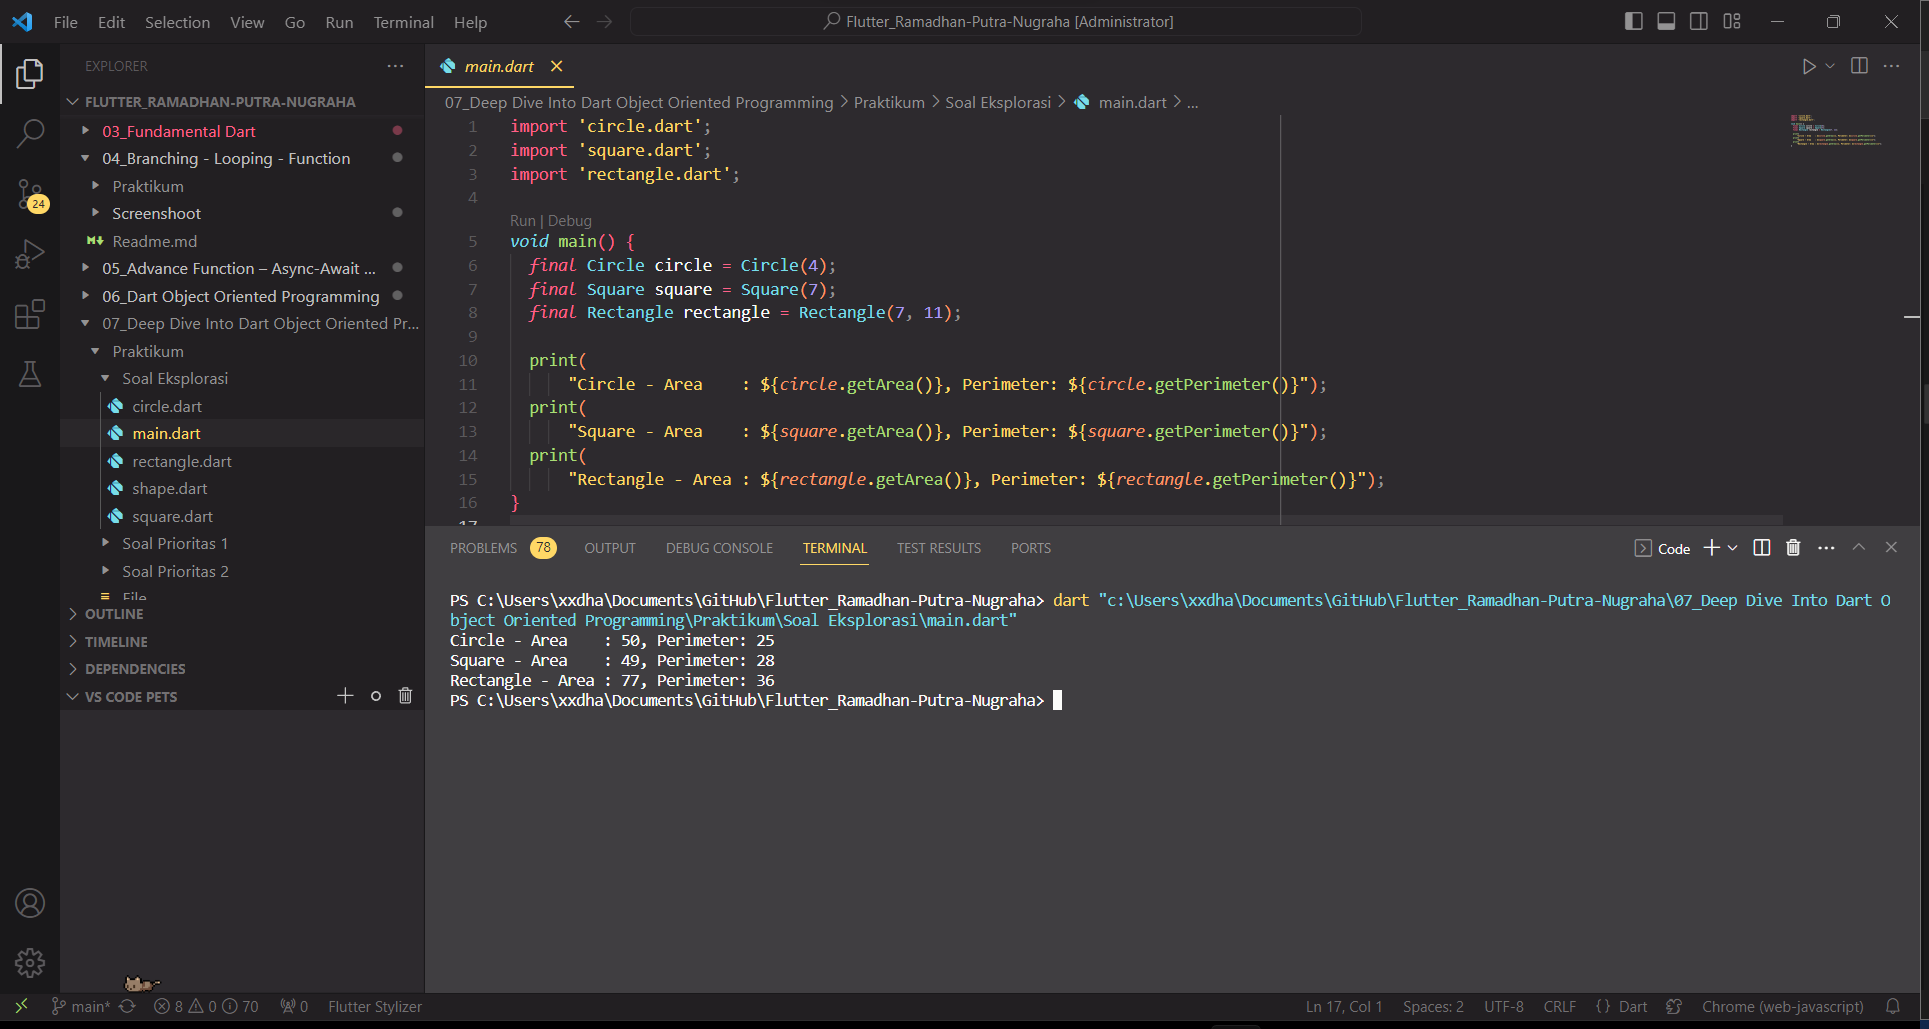 File Edit Selection View Go Run Terminal Help
Flutter_Ramadhan-Putra-Nugraha [Administrator]
EXPLORER
FLUTTER_RAMADHAN-PUTRA-NUGRAHA
03_Fundamental Dart
04_Branching - Looping - Function
Praktikum
Screenshoot
Readme.md
05_Advance Function – Async-Await ...
06_Dart Object Oriented Programming
07_Deep Dive Into Dart Object Oriented Pr...
Praktikum
Soal Eksplorasi
circle.dart
main.dart
rectangle.dart
shape.dart
square.dart
Soal Prioritas 1
Soal Prioritas 2
File
OUTLINE
TIMELINE
DEPENDENCIES
VS CODE PETS
24
main.dart
07_Deep Dive Into Dart Object Oriented Programming > Praktikum > Soal Eksplorasi > main.dart > ...
1 import 'circle.dart';
2 import 'square.dart';
3 import 'rectangle.dart';
4
Run | Debug
5 void main() {
6 final Circle circle = Circle(4);
7 final Square square = Square(7);
8 final Rectangle rectangle = Rectangle(7, 11);
9
10 print(
11 "Circle - Area    : ${circle.getArea()}, Perimeter: ${circle.getPerimeter()}");
12 print(
13 "Square - Area    : ${square.getArea()}, Perimeter: ${square.getPerimeter()}");
14 print(
15 "Rectangle - Area : ${rectangle.getArea()}, Perimeter: ${rectangle.getPerimeter()}");
16 }
17
PROBLEMS 78 OUTPUT DEBUG CONSOLE TERMINAL TEST RESULTS PORTS
Code
PS C:\Users\xxdha\Documents\GitHub\Flutter_Ramadhan-Putra-Nugraha> dart "c:\Users\xxdha\Documents\GitHub\Flutter_Ramadhan-Putra-Nugraha\07_Deep Dive Into Dart O
bject Oriented Programming\Praktikum\Soal Eksplorasi\main.dart"
Circle - Area    : 50, Perimeter: 25
Square - Area    : 49, Perimeter: 28
Rectangle - Area : 77, Perimeter: 36
PS C:\Users\xxdha\Documents\GitHub\Flutter_Ramadhan-Putra-Nugraha>
main* 8 0 70 0 Flutter Stylizer
Ln 17, Col 1 Spaces: 2 UTF-8 CRLF {} Dart Chrome (web-javascript)